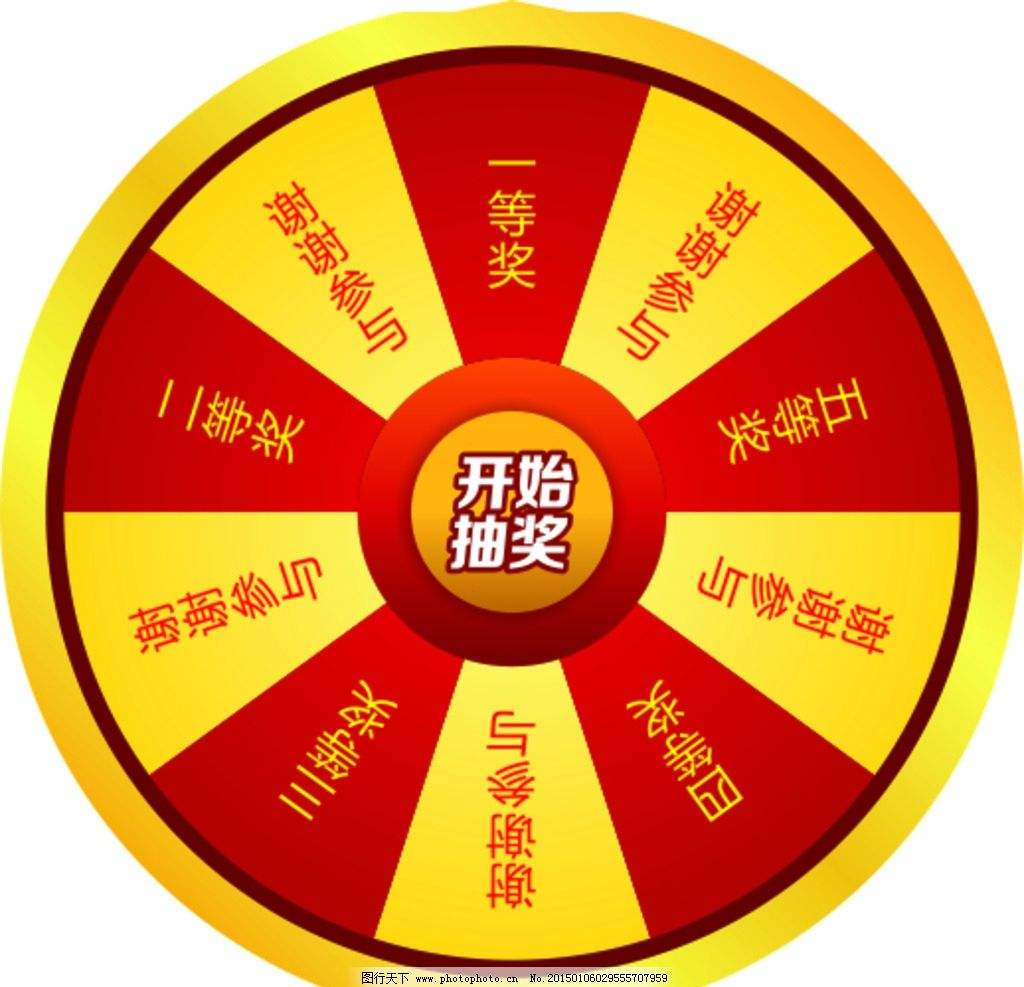 一等奖
谢谢参与
五等奖
谢谢参与
四等奖
谢谢参与
三等奖
谢谢参与
二等奖
谢谢参与
开始
抽奖
图行天下 www.photophoto.cn No.20150106029555707959